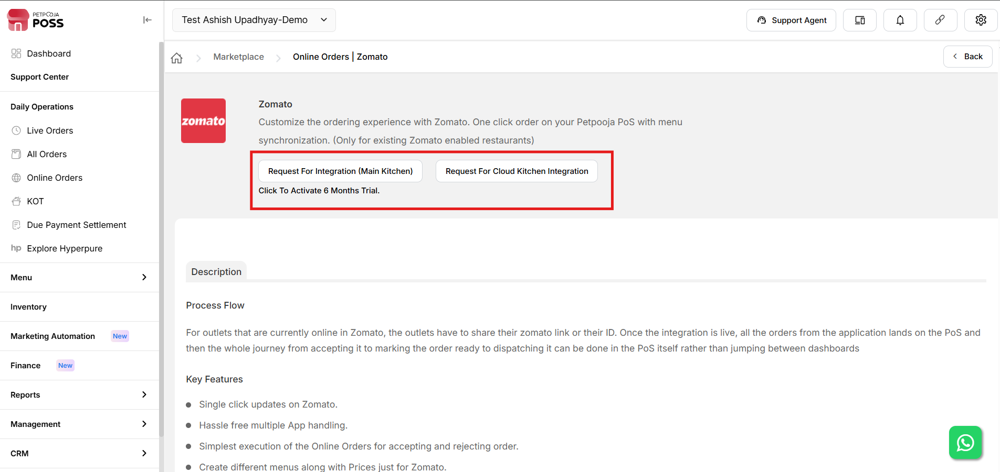 PETPOOJA
POSS
Test Ashish Upadhyay-Demo
Support Agent
Dashboard
Support Center
Daily Operations
Live Orders
All Orders
Online Orders
KOT
Due Payment Settlement
hp Explore Hyperpure
Menu
Inventory
Marketing Automation New
Finance New
Reports
Management
CRM
Marketplace
Online Orders | Zomato
Back
zomato
Zomato
Customize the ordering experience with Zomato. One click order on your Petpooja PoS with menu
synchronization. (Only for existing Zomato enabled restaurants)
Request For Integration (Main Kitchen)
Request For Cloud Kitchen Integration
Click To Activate 6 Months Trial.
Description
Process Flow
For outlets that are currently online in Zomato, the outlets have to share their zomato link or their ID. Once the integration is live, all the orders from the application lands on the PoS and
then the whole journey from accepting it to marking the order ready to dispatching it can be done in the PoS itself rather than jumping between dashboards
Key Features
Single click updates on Zomato.
Hassle free multiple App handling.
Simplest execution of the Online Orders for accepting and rejecting order.
Create different menus along with Prices just for Zomato.